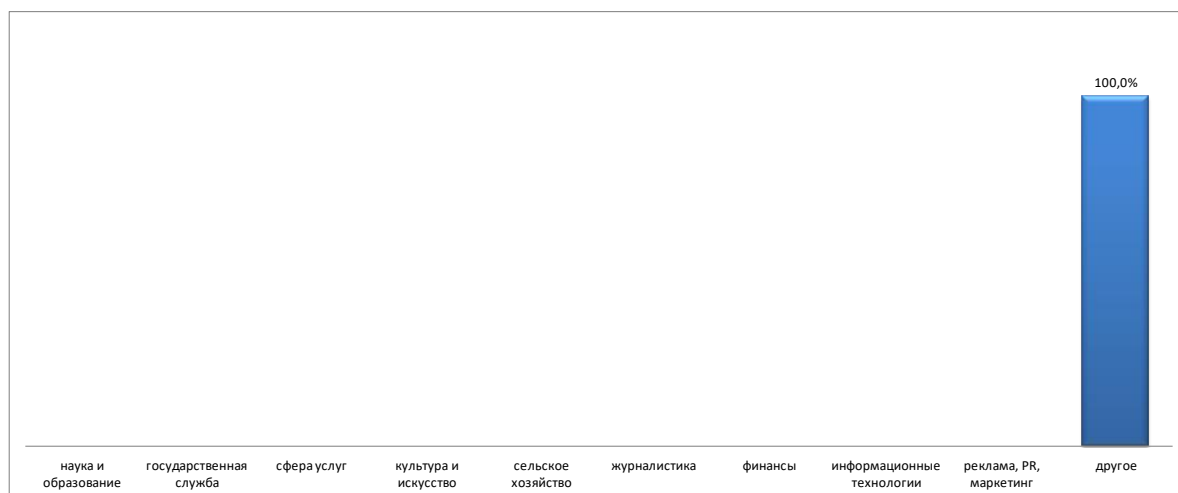 100,0%
наука и
образование
государственная
служба
сфера услуг
культура и
искусство
сельское
хозяйство
журналистика
финансы
информационные
технологии
реклама, PR,
маркетинг
другое